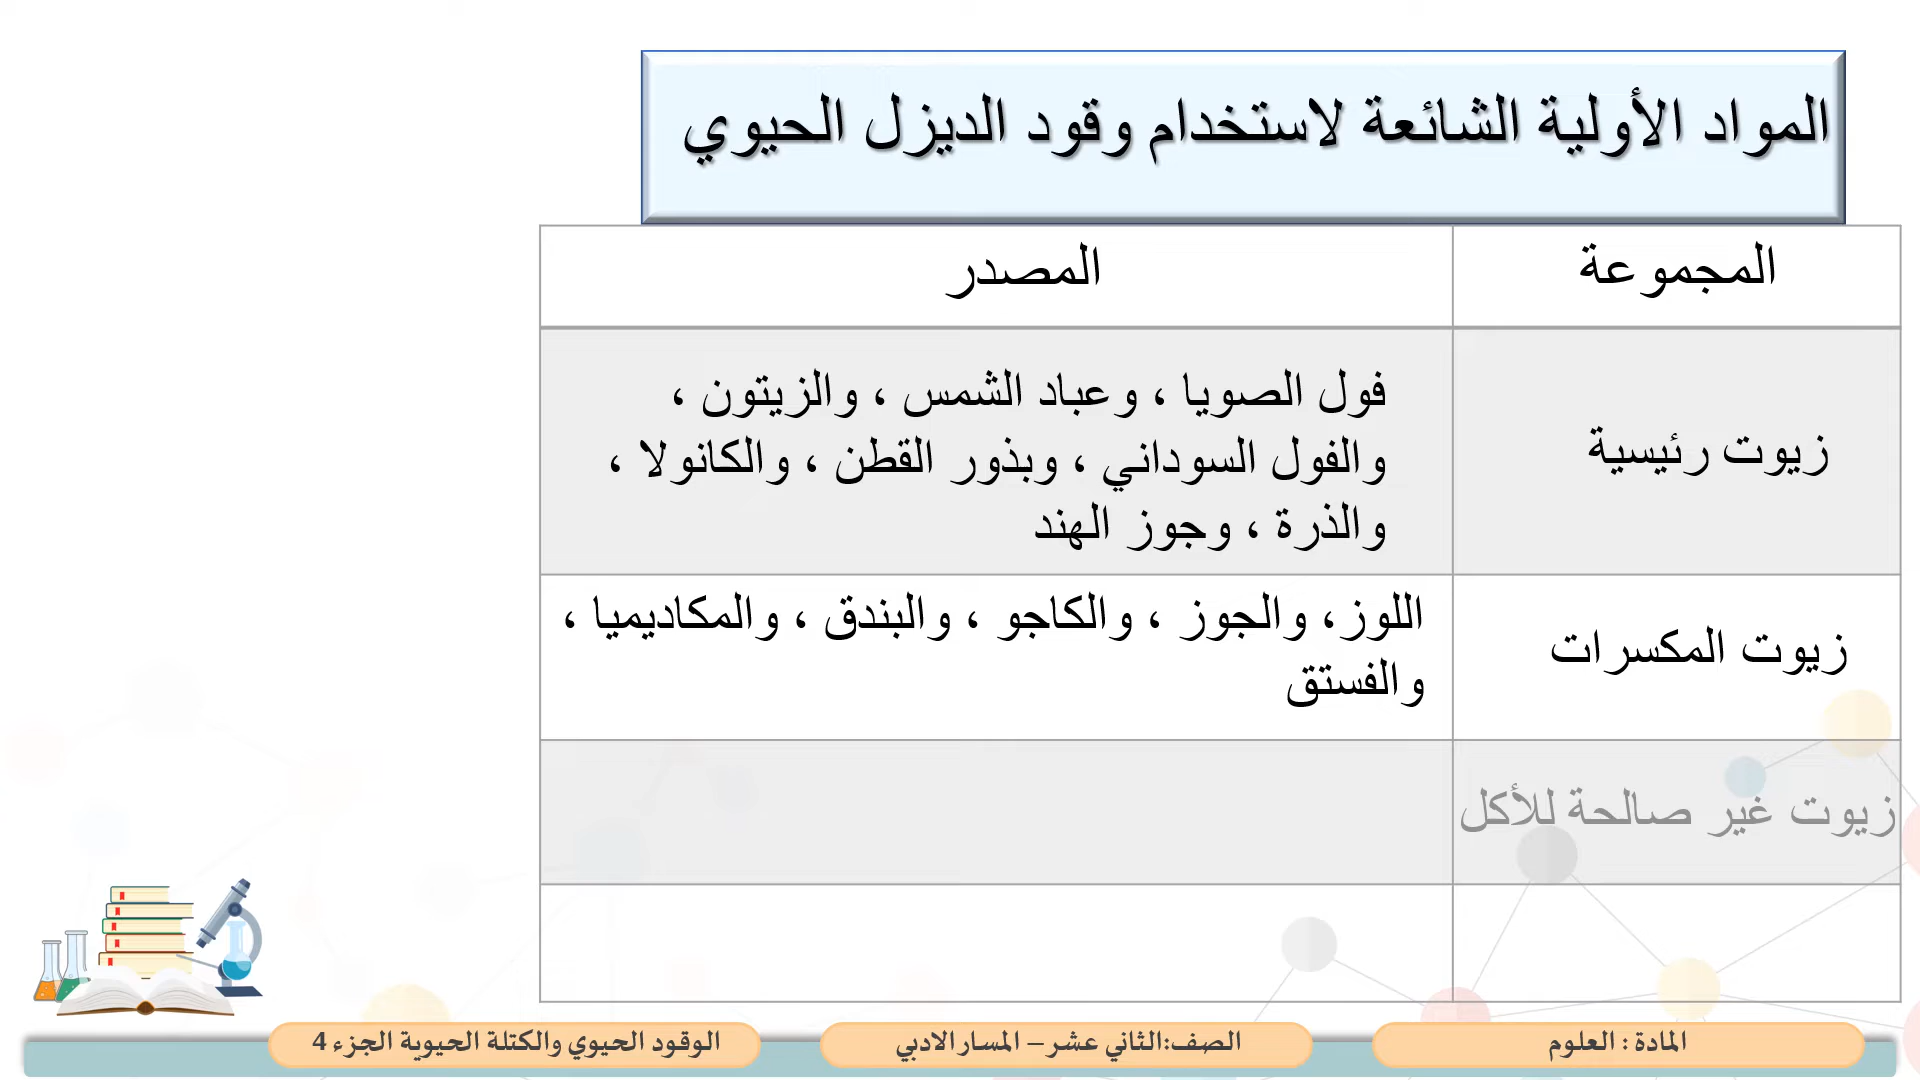 المواد الأولية الشائعة لاستخدام وقود الديزل الحيوي
المجموعة
المصدر
زيوت رئيسية
فول الصويا ، وعباد الشمس ، والزيتون ،
والفول السوداني ، وبذور القطن ، والكانولا ،
والذرة ، وجوز الهند
زيوت المكسرات
اللوز، والجوز ، والكاجو ، والبندق ، والمكاديميا ،
والفستق
زيوت غير صالحة للأكل
المادة : العلوم
الصف:الثاني عشر – المسار الادبي
الوقود الحيوي والكتلة الحيوية الجزء 4